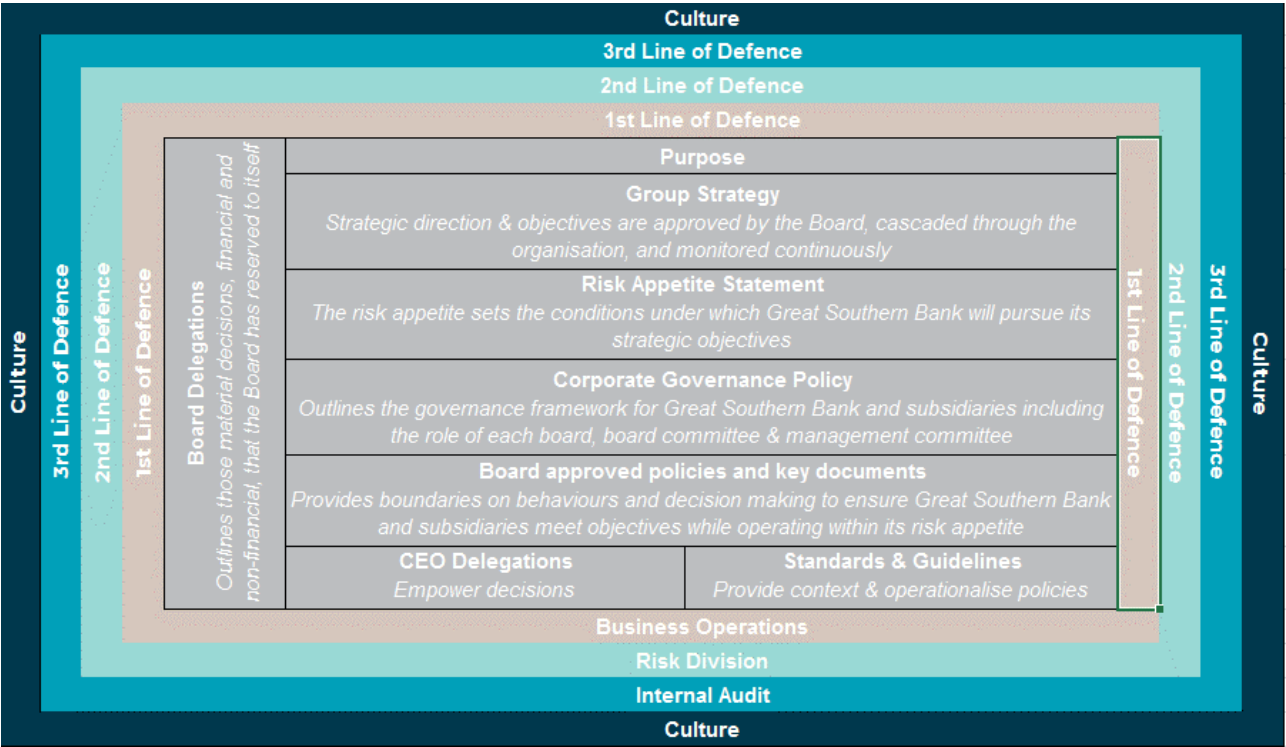 Culture
3rd Line of Defence
2nd Line of Defence
1st Line of Defence
Culture
3rd Line of Defence
2nd Line of Defence
1st Line of Defence
Board Delegations
Outlines those material decisions, financial and
non-financial, that the Board has reserved to itself
Purpose
Group Strategy
Strategic direction & objectives are approved by the Board, cascaded through the
organisation, and monitored continuously
Risk Appetite Statement
The risk appetite sets the conditions under which Great Southern Bank will pursue its
strategic objectives
Corporate Governance Policy
Outlines the governance framework for Great Southern Bank and subsidiaries including
the role of each board, board committee & management committee
Board approved policies and key documents
Provides boundaries on behaviours and decision making to ensure Great Southern Bank
and subsidiaries meet objectives while operating within its risk appetite
CEO Delegations
Empower decisions
Standards & Guidelines
Provide context & operationalise policies
1st Line of Defence
2nd Line of Defence
3rd Line of Defence
Culture
Business Operations
Risk Division
Internal Audit
Culture